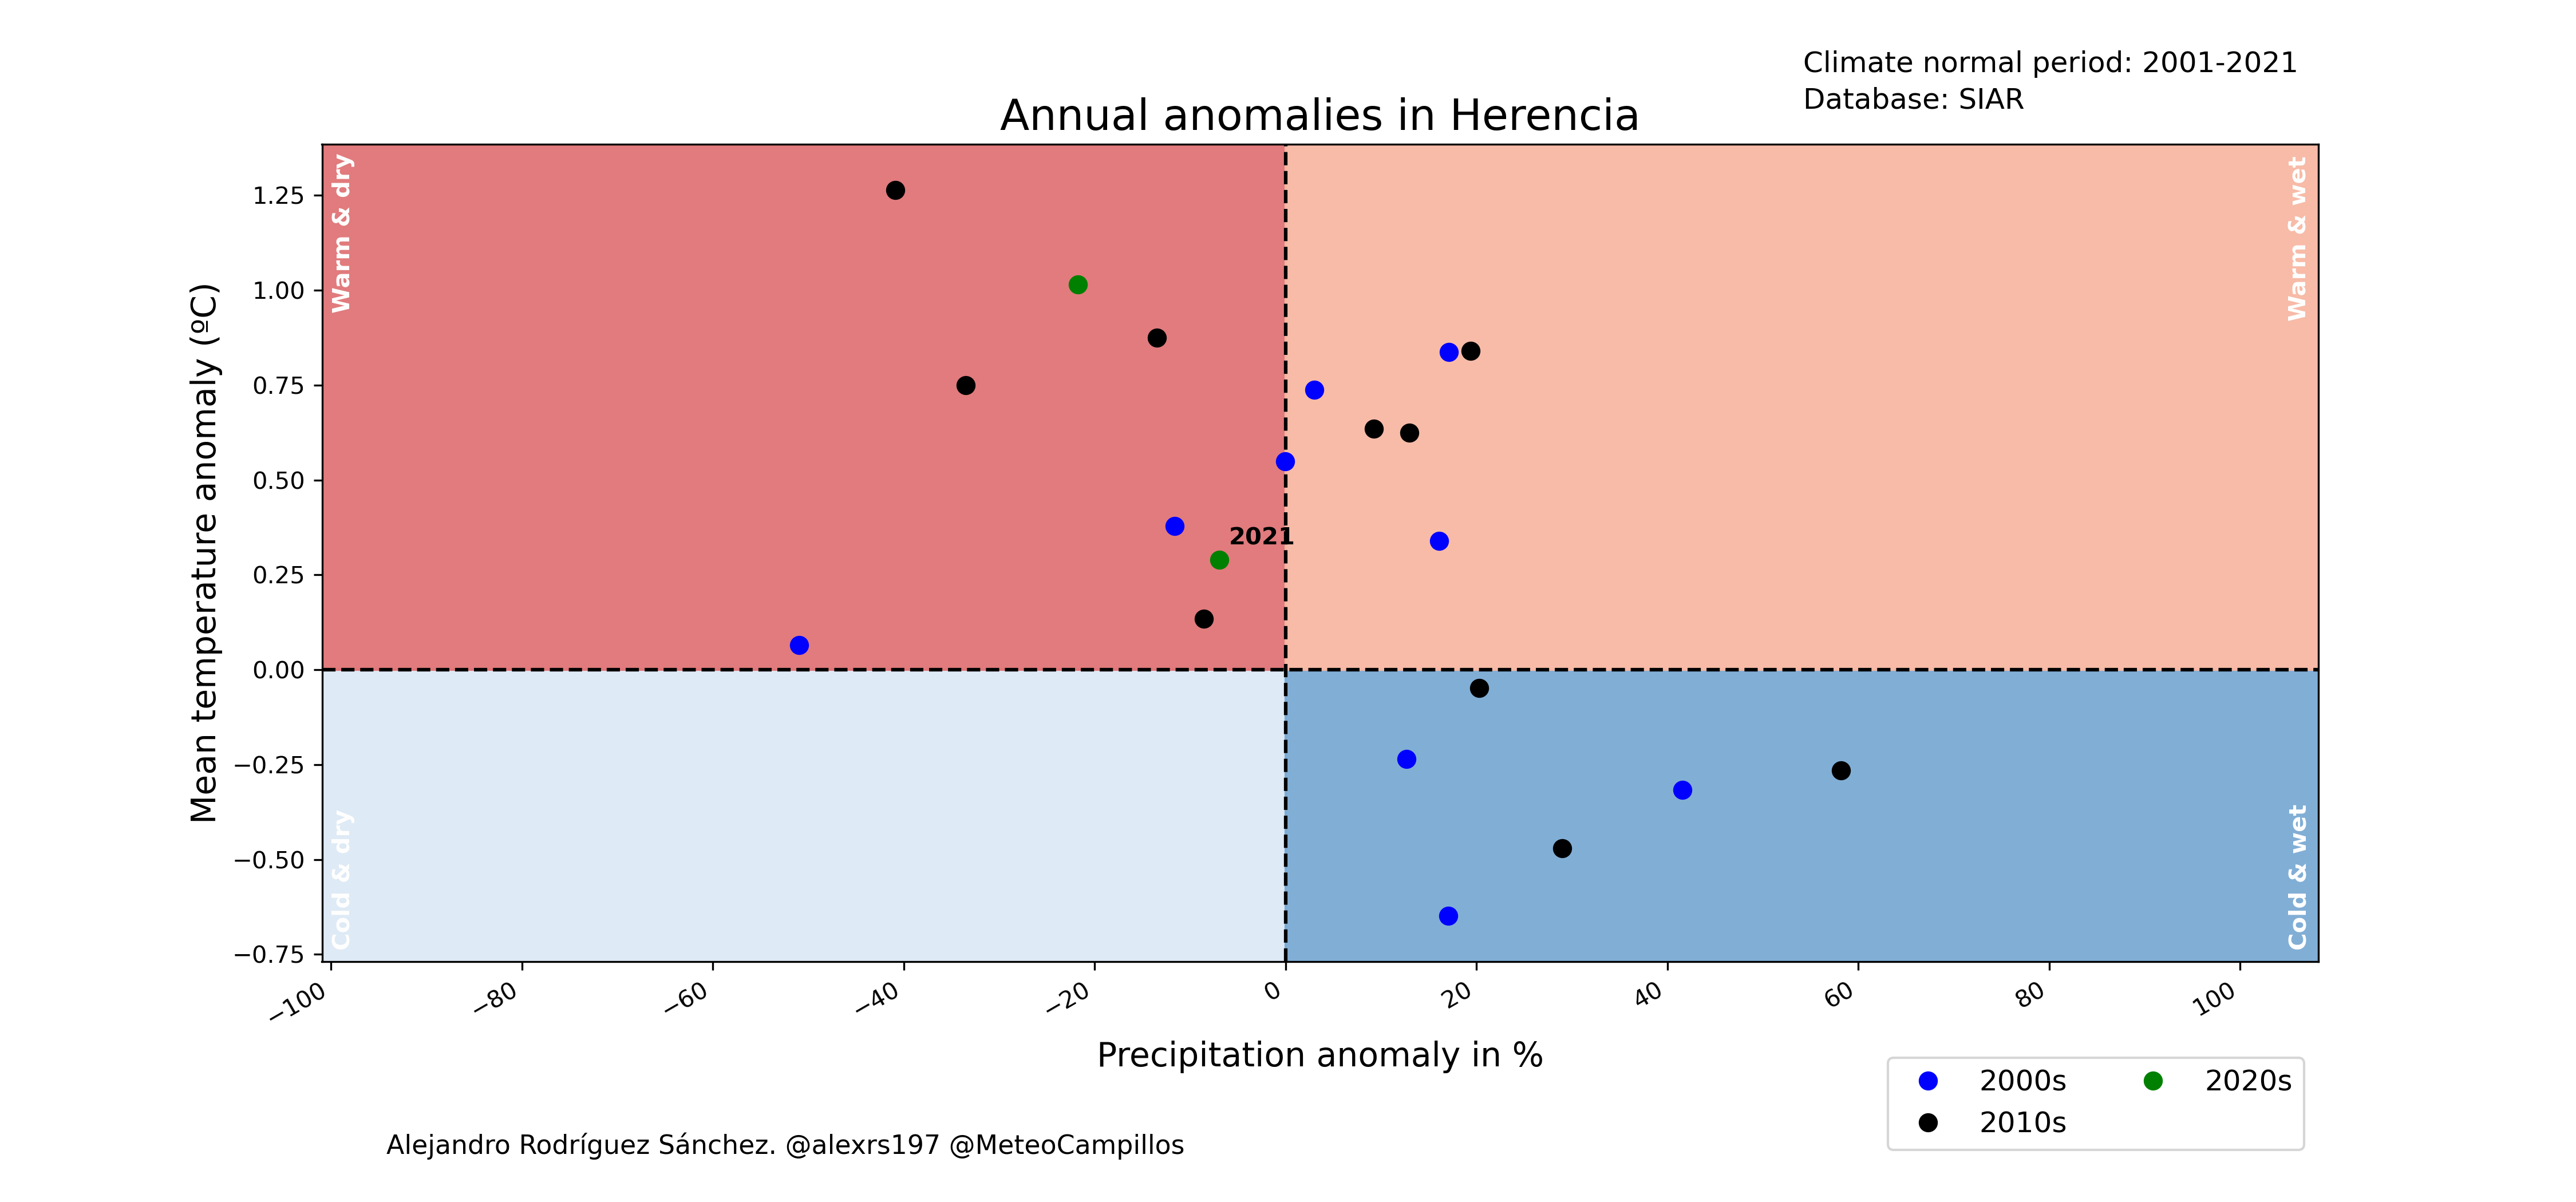 Climate normal period: 2001-2021
Database: SIAR
Annual anomalies in Herencia
Warm & dry
Warm & wet
1.25
1.00
0.75
0.50
0.25
0.00
−0.25
−0.50
−0.75
Mean temperature anomaly (ºC)
2021
Cold & dry
Cold & wet
−100
−80
−60
−40
−20
0
20
40
60
80
100
Precipitation anomaly in %
2000s
2010s
2020s
Alejandro Rodríguez Sánchez. @alexrs197 @MeteoCampillos